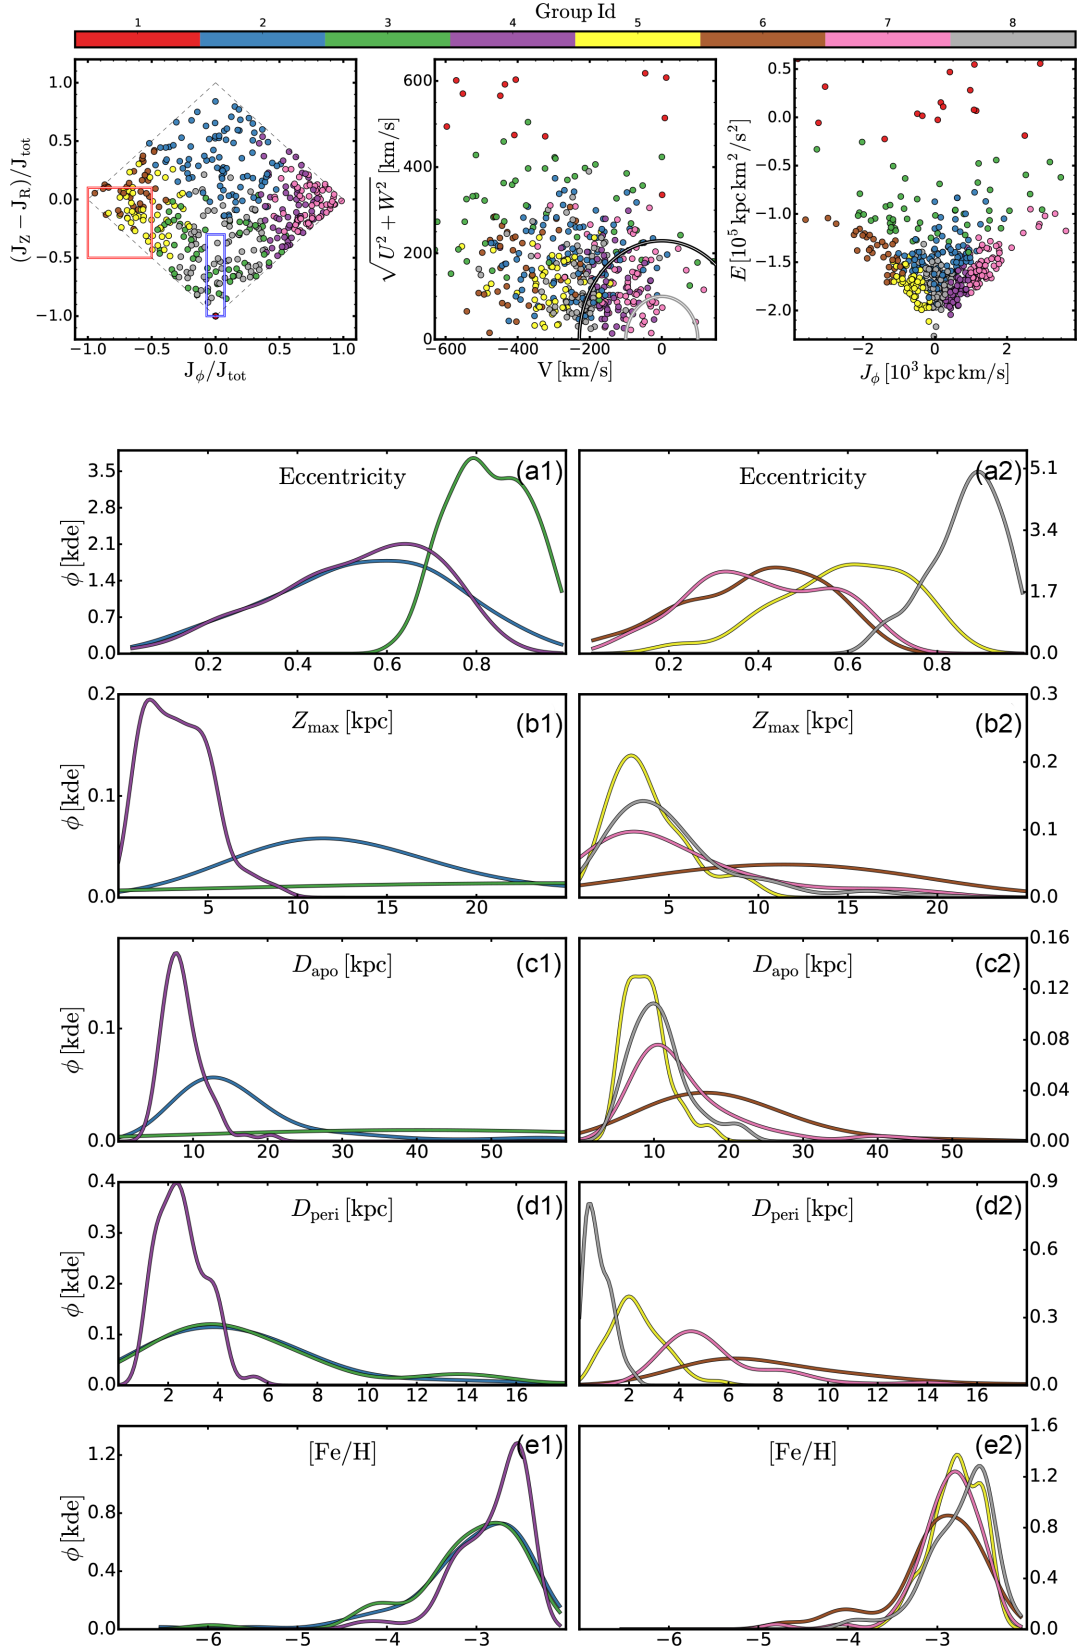 Group Id
1 2 3 4 5 6 7 8
1.0 0.5 0.0 −0.5 −1.0
(J_Z − J_R)/J_tot
−1.0 −0.5 0.0 0.5 1.0
J_ϕ/J_tot
600 400 200 0
√U² + W² [km/s]
−600 −400 −200 0
V [km/s]
0.5 0.0 −0.5 −1.0 −1.5 −2.0
E [10⁵ kpc km²/s²]
−2 0 2
J_ϕ [10³ kpc km/s]
Eccentricity (a1)
3.5 2.8 2.1 1.4 0.7 0.0
ϕ [kde]
0.2 0.4 0.6 0.8
Eccentricity (a2)
5.1 3.4 1.7 0.0
0.2 0.4 0.6 0.8
Z_max [kpc] (b1)
0.2 0.1 0.0
ϕ [kde]
5 10 15 20
Z_max [kpc] (b2)
0.3 0.2 0.1 0.0
5 10 15 20
D_apo [kpc] (c1)
0.1 0.0
ϕ [kde]
10 20 30 40 50
D_apo [kpc] (c2)
0.16 0.12 0.08 0.04 0.00
10 20 30 40 50
D_peri [kpc] (d1)
0.4 0.3 0.2 0.1 0.0
ϕ [kde]
2 4 6 8 10 12 14 16
D_peri [kpc] (d2)
0.9 0.6 0.3 0.0
2 4 6 8 10 12 14 16
[Fe/H] (e1)
1.2 0.8 0.4 0.0
ϕ [kde]
−6 −5 −4 −3
[Fe/H] (e2)
1.6 1.2 0.8 0.4 0.0
−6 −5 −4 −3